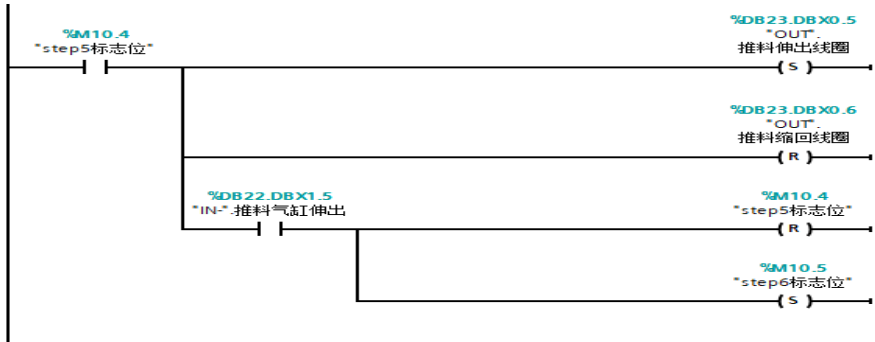 %M10.4
"step5标志位"
%DB23.DBX0.5
"OUT".
推料伸出线圈
S
%DB23.DBX0.6
"OUT".
推料缩回线圈
R
%DB22.DBX1.5
"IN-".推料气缸伸出
%M10.4
"step5标志位"
R
%M10.5
"step6标志位"
S